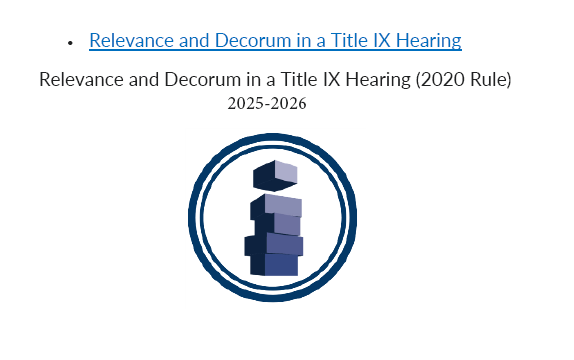 • Relevance and Decorum in a Title IX Hearing
Relevance and Decorum in a Title IX Hearing (2020 Rule)
2025-2026